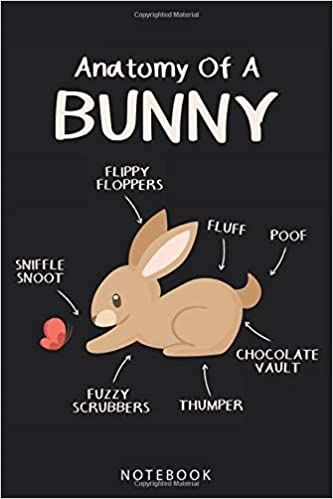 Anatomy Of A
BUNNY
FLIPPY
FLOPPERS
FLUFF
POOF
SNIFFLE
SNOOT
CHOCOLATE
VAULT
FUZZY
SCRUBBERS
THUMPER
NOTEBOOK